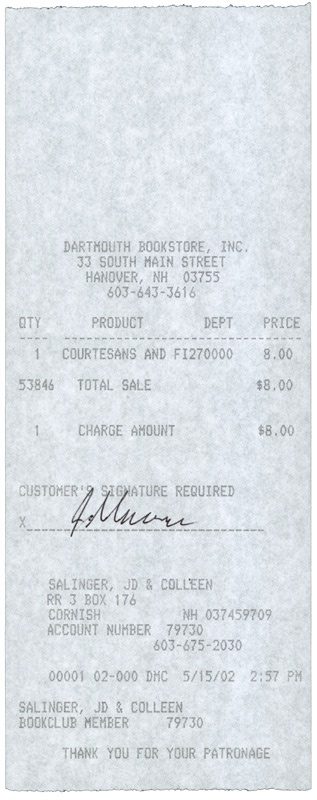 DARTMOUTH BOOKSTORE, INC.
33 SOUTH MAIN STREET
HANOVER, NH 03755
603-643-3616
QTY PRODUCT DEPT PRICE
1 COURTESANS AND FI270000 8.00
53846 TOTAL SALE $8.00
1 CHARGE AMOUNT $8.00
CUSTOMER'S SIGNATURE REQUIRED
X
SALINGER, JD & COLLEEN
RR 3 BOX 176
CORNISH NH 037459709
ACCOUNT NUMBER 79730
603-675-2030
00001 02-000 DMC 5/15/02 2:57 PM
SALINGER, JD & COLLEEN
BOOKCLUB MEMBER 79730
THANK YOU FOR YOUR PATRONAGE